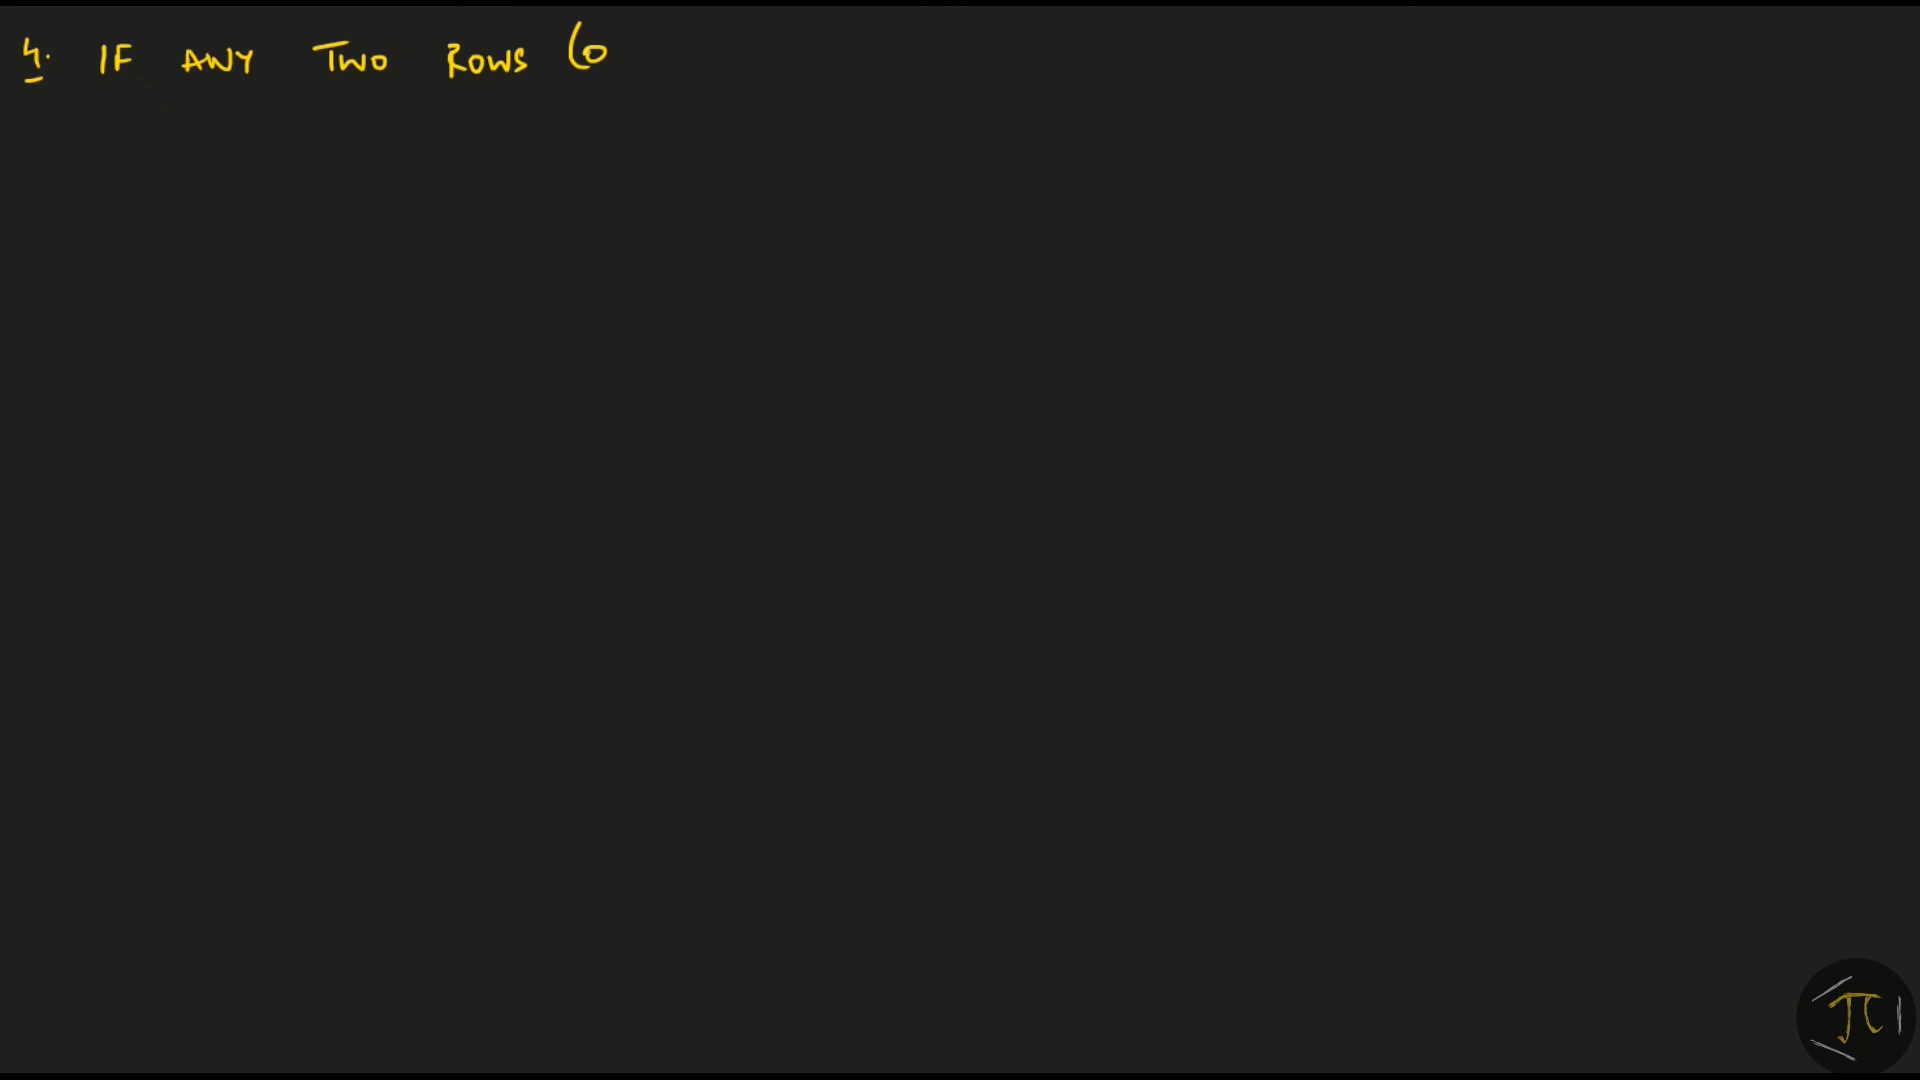 4. IF ANY TWO ROWS (O
π